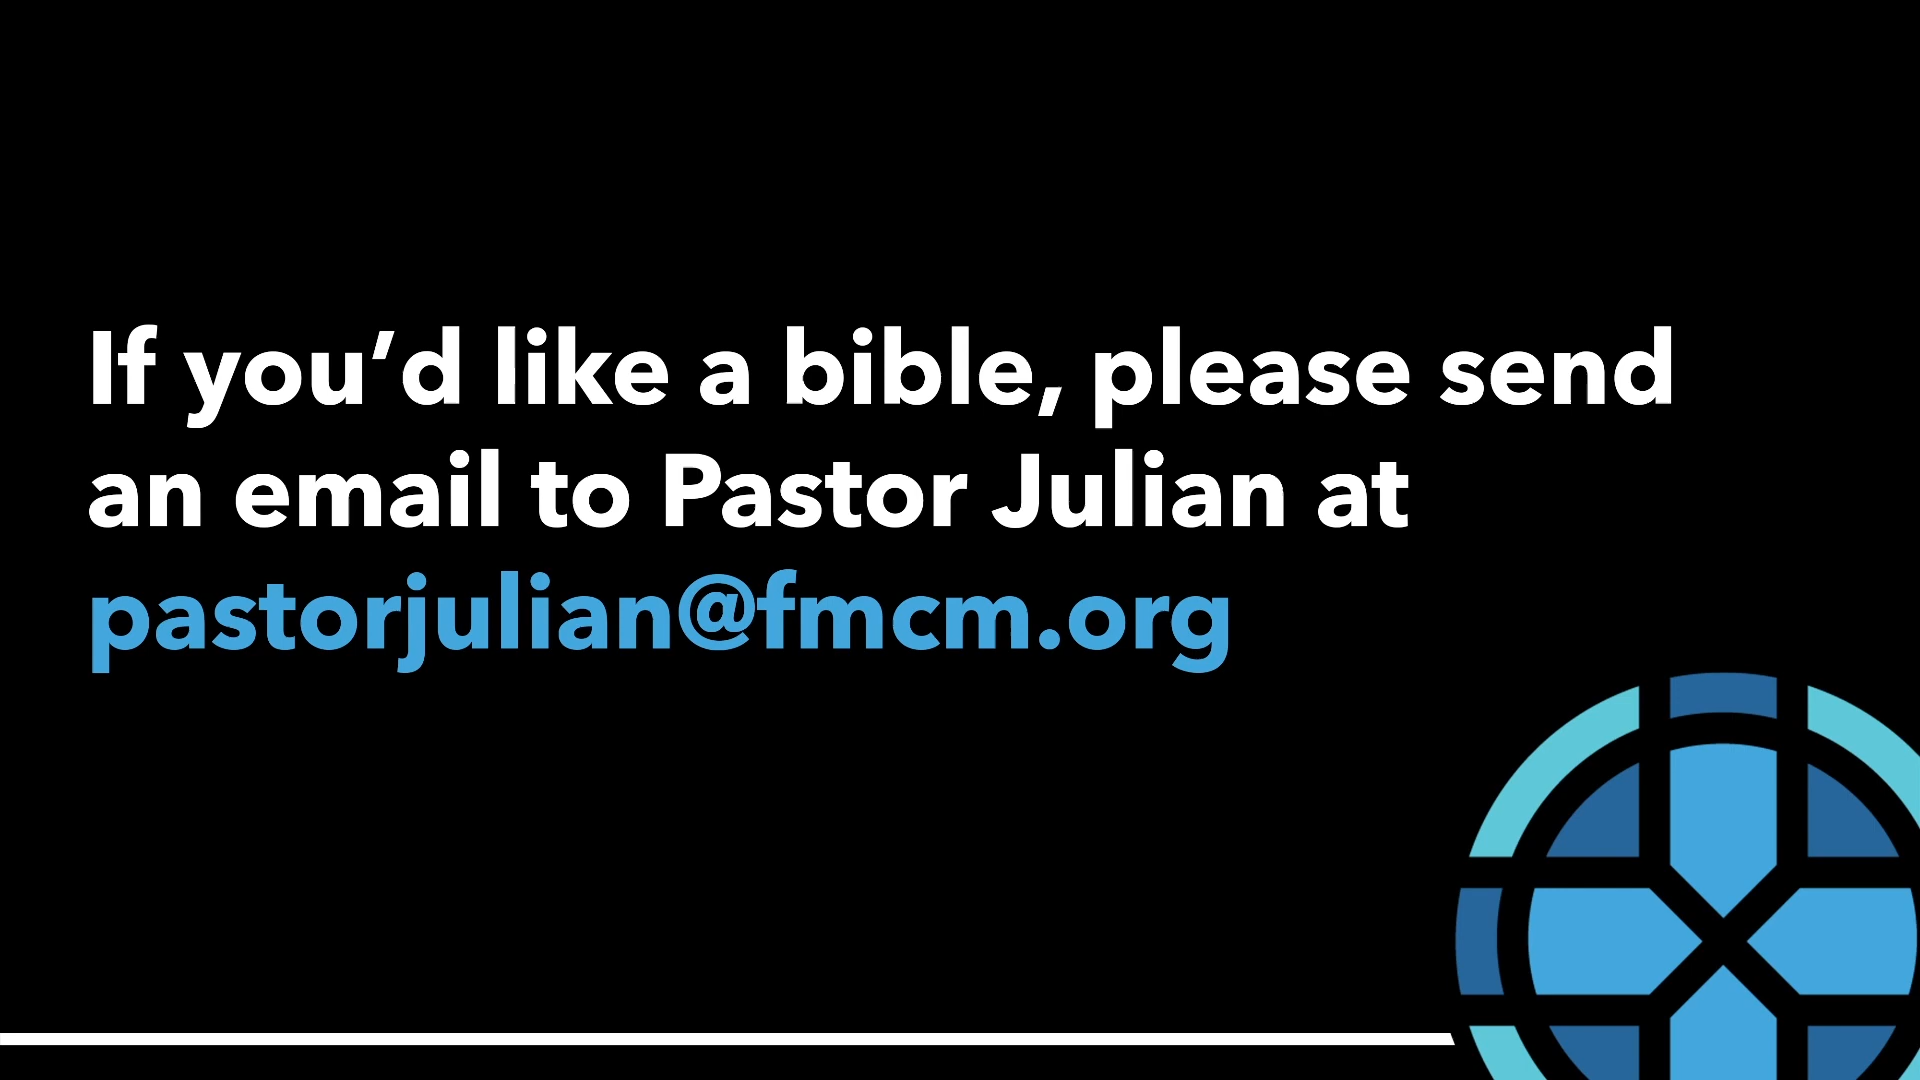 If you’d like a bible, please send
an email to Pastor Julian at
pastorjulian@fmcm.org